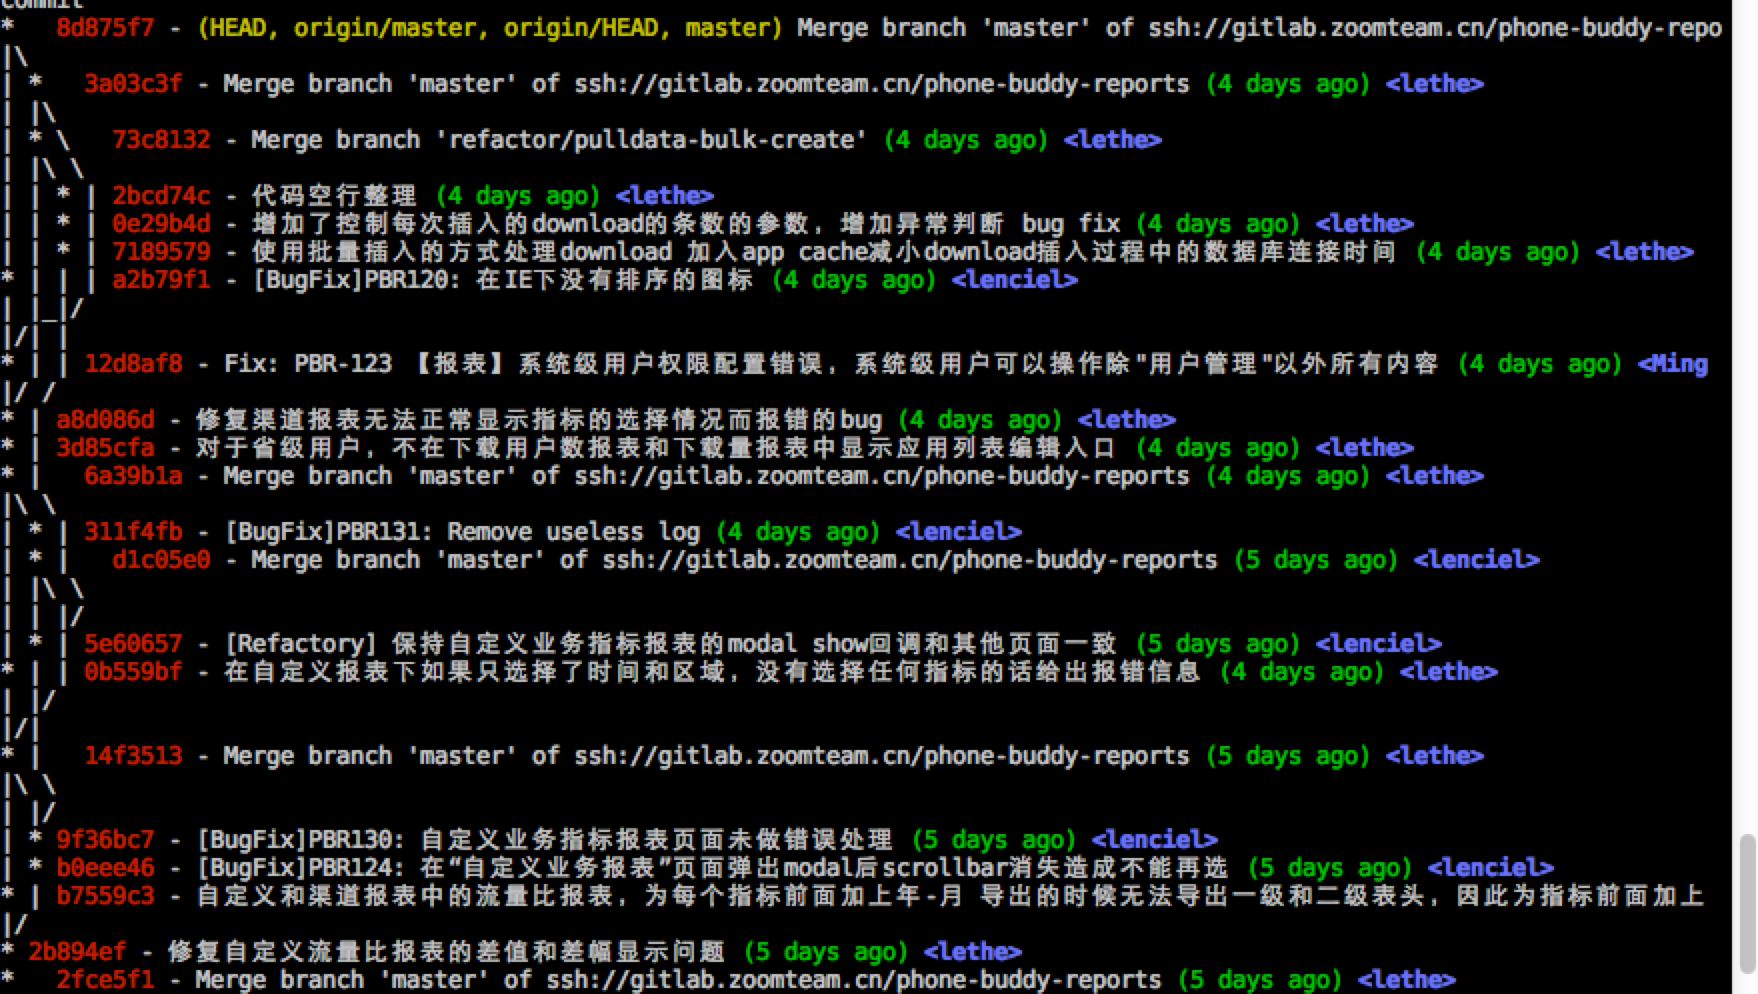 commit
*   8d875f7 - (HEAD, origin/master, origin/HEAD, master) Merge branch 'master' of ssh://gitlab.zoomteam.cn/phone-buddy-repo
|\
| *   3a03c3f - Merge branch 'master' of ssh://gitlab.zoomteam.cn/phone-buddy-reports (4 days ago) <lethe>
| |\
| * \   73c8132 - Merge branch 'refactor/pulldata-bulk-create' (4 days ago) <lethe>
| |\ \
| | * | 2bcd74c - 代码空行整理 (4 days ago) <lethe>
| | * | 0e29b4d - 增加了控制每次插入的download的条数的参数，增加异常判断 bug fix (4 days ago) <lethe>
| | * | 7189579 - 使用批量插入的方式处理download 加入app cache减小download插入过程中的数据库连接时间 (4 days ago) <lethe>
* | | | a2b79f1 - [BugFix]PBR120: 在IE下没有排序的图标 (4 days ago) <lenciel>
| |_|/
|/| |
* | | 12d8af8 - Fix: PBR-123 【报表】系统级用户权限配置错误，系统级用户可以操作除"用户管理"以外所有内容 (4 days ago) <Ming
|/ /
* | a8d086d - 修复渠道报表无法正常显示指标的选择情况而报错的bug (4 days ago) <lethe>
* | 3d85cfa - 对于省级用户，不在下载用户数报表和下载量报表中显示应用列表编辑入口 (4 days ago) <lethe>
* |   6a39b1a - Merge branch 'master' of ssh://gitlab.zoomteam.cn/phone-buddy-reports (4 days ago) <lethe>
|\ \
| * | 311f4fb - [BugFix]PBR131: Remove useless log (4 days ago) <lenciel>
| * |   d1c05e0 - Merge branch 'master' of ssh://gitlab.zoomteam.cn/phone-buddy-reports (5 days ago) <lenciel>
| |\ \
| | |/
| * | 5e60657 - [Refactory] 保持自定义业务指标报表的modal show回调和其他页面一致 (5 days ago) <lenciel>
* | | 0b559bf - 在自定义报表下如果只选择了时间和区域，没有选择任何指标的话给出报错信息 (4 days ago) <lethe>
| |/
|/|
* |   14f3513 - Merge branch 'master' of ssh://gitlab.zoomteam.cn/phone-buddy-reports (5 days ago) <lethe>
|\ \
| |/
| * 9f36bc7 - [BugFix]PBR130: 自定义业务指标报表页面未做错误处理 (5 days ago) <lenciel>
| * b0eee46 - [BugFix]PBR124: 在“自定义业务报表”页面弹出modal后scrollbar消失造成不能再选 (5 days ago) <lenciel>
* | b7559c3 - 自定义和渠道报表中的流量比报表，为每个指标前面加上年-月 导出的时候无法导出一级和二级表头，因此为指标前面加上
|/
* 2b894ef - 修复自定义流量比报表的差值和差幅显示问题 (5 days ago) <lethe>
*   2fce5f1 - Merge branch 'master' of ssh://gitlab.zoomteam.cn/phone-buddy-reports (5 days ago) <lethe>